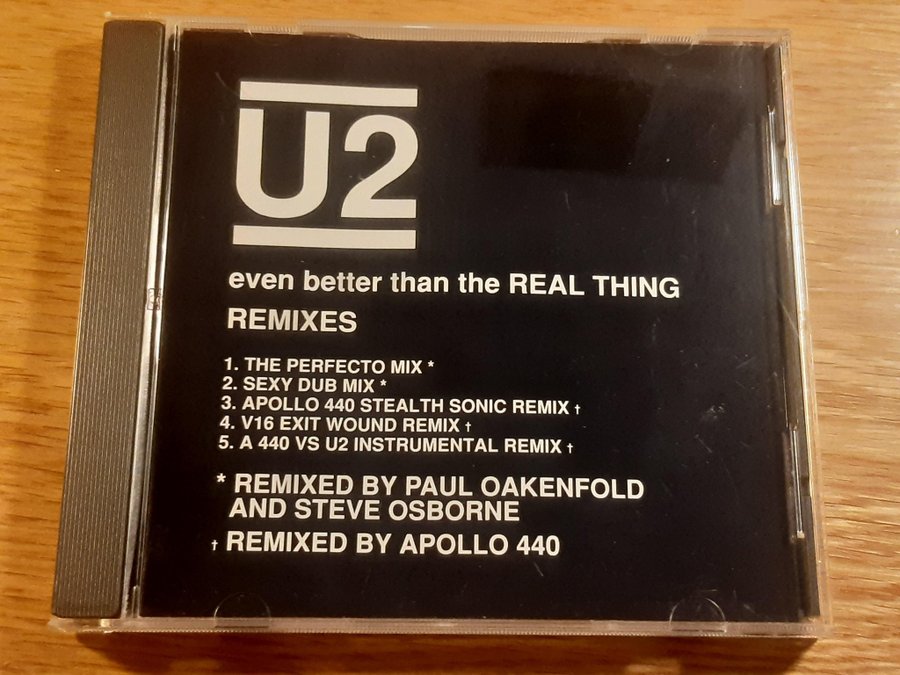 U2
even better than the REAL THING
REMIXES
1. THE PERFECTO MIX *
2. SEXY DUB MIX *
3. APOLLO 440 STEALTH SONIC REMIX †
4. V16 EXIT WOUND REMIX †
5. A 440 VS U2 INSTRUMENTAL REMIX †
* REMIXED BY PAUL OAKENFOLD
AND STEVE OSBORNE
† REMIXED BY APOLLO 440